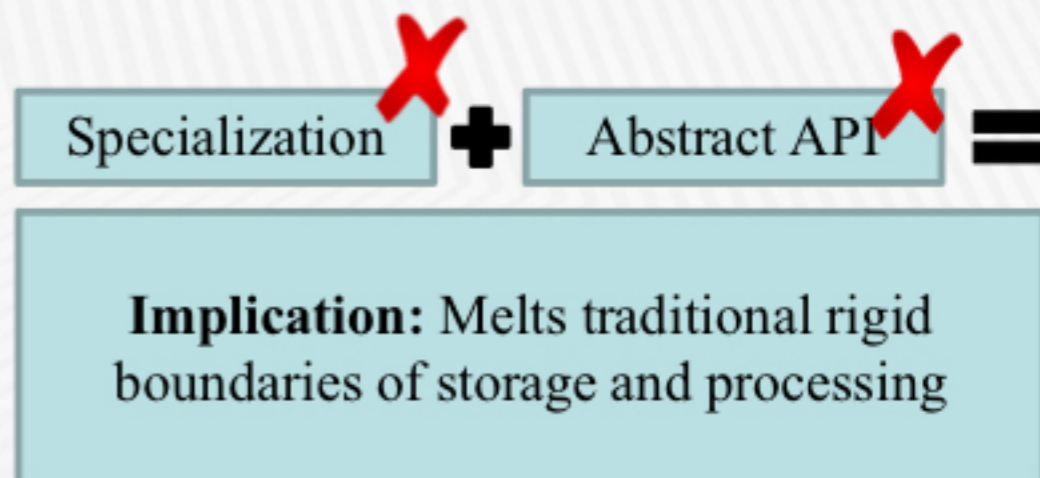 Specialization + Abstract API =
Implication: Melts traditional rigid
boundaries of storage and processing